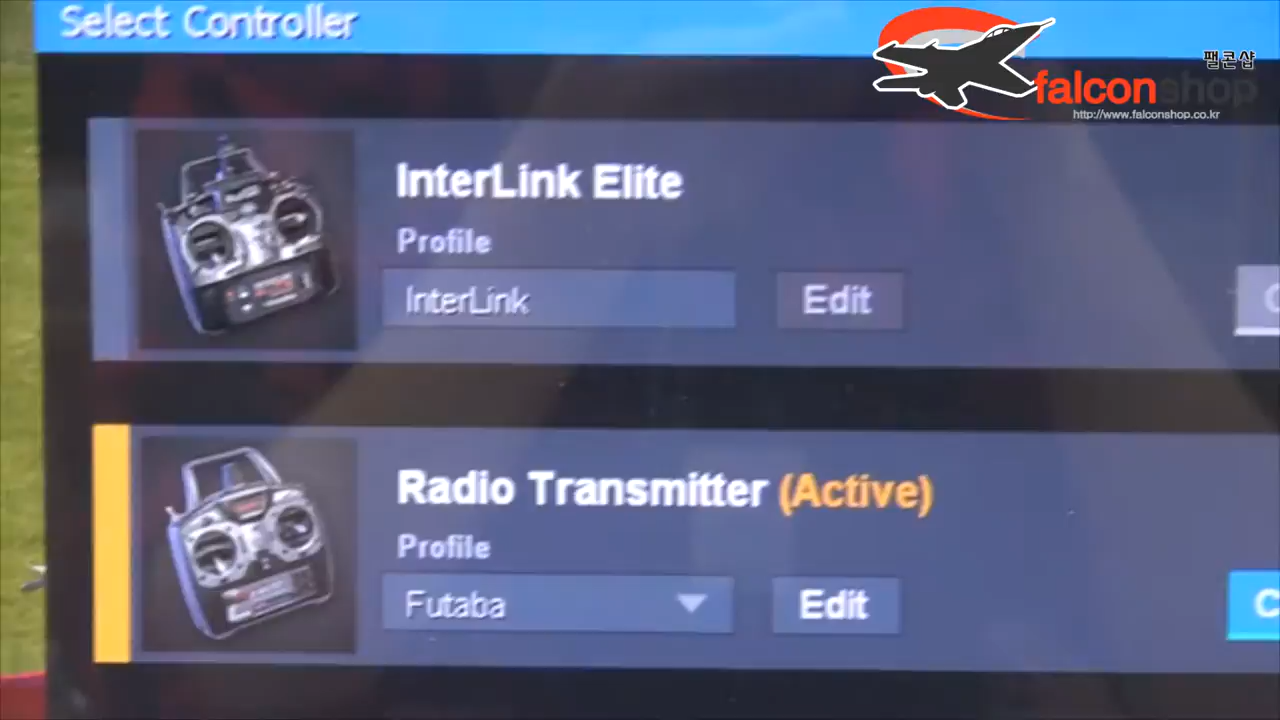 Select Controller
팰콘샵
falconshop
http://www.falconshop.co.kr
InterLink Elite
Profile
InterLink
Edit
Radio Transmitter (Active)
Profile
Futaba
Edit